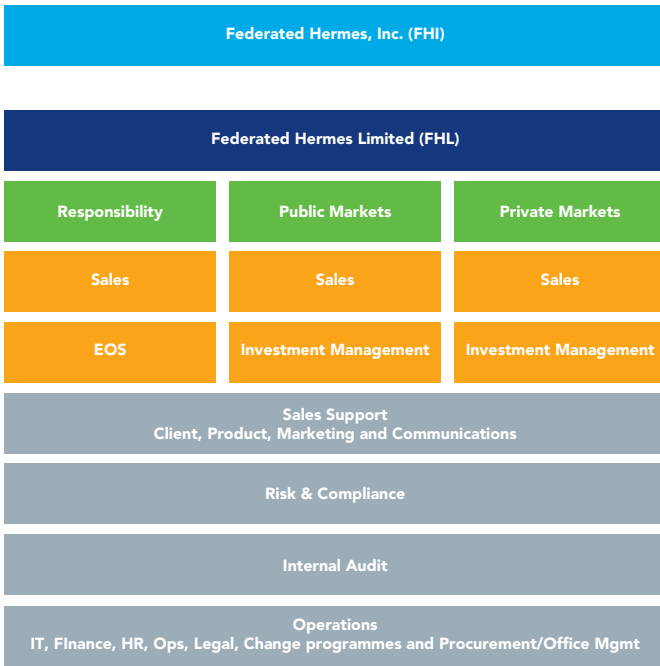 Federated Hermes, Inc. (FHI)
Federated Hermes Limited (FHL)
Responsibility
Public Markets
Private Markets
Sales
Sales
Sales
EOS
Investment Management
Investment Management
Sales Support
Client, Product, Marketing and Communications
Risk & Compliance
Internal Audit
Operations
IT, FInance, HR, Ops, Legal, Change programmes and Procurement/Office Mgmt